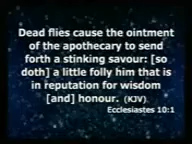 Dead flies cause the ointment
of the apothecary to send
forth a stinking savour: [so
doth] a little folly him that is
in reputation for wisdom
[and] honour. (KJV)
Ecclesiastes 10:1